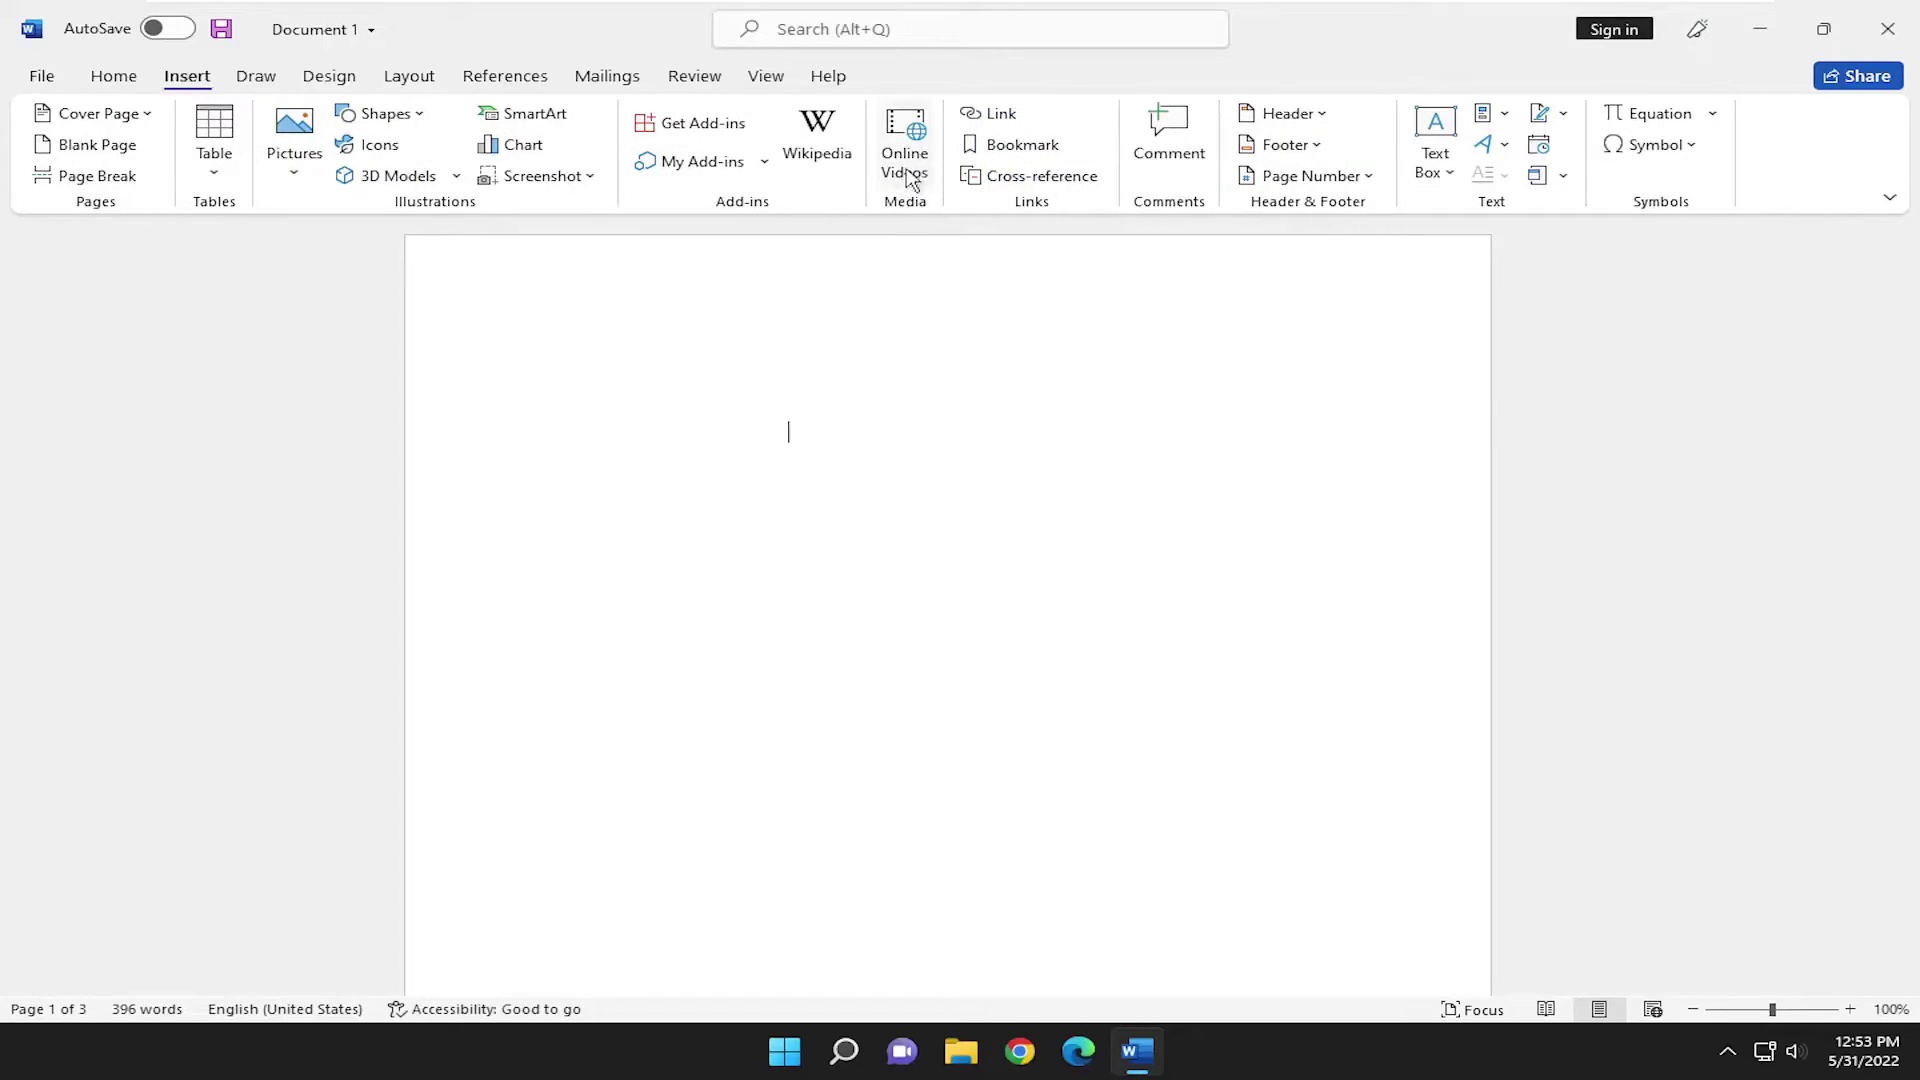 AutoSave Document 1 Search (Alt+Q) Sign in
File Home Insert Draw Design Layout References Mailings Review View Help Share
Cover Page
Blank Page
Page Break
Pages
Table
Tables
Pictures
Shapes
Icons
3D Models
SmartArt
Chart
Screenshot
Illustrations
Get Add-ins
My Add-ins
W
Wikipedia
Add-ins
Online
Videos
Media
Link
Bookmark
Cross-reference
Links
Comment
Comments
Header
Footer
Page Number
Header & Footer
Text
Box
Text
Equation
Symbol
Symbols
Page 1 of 3 396 words English (United States) Accessibility: Good to go Focus 100%
12:53 PM
5/31/2022